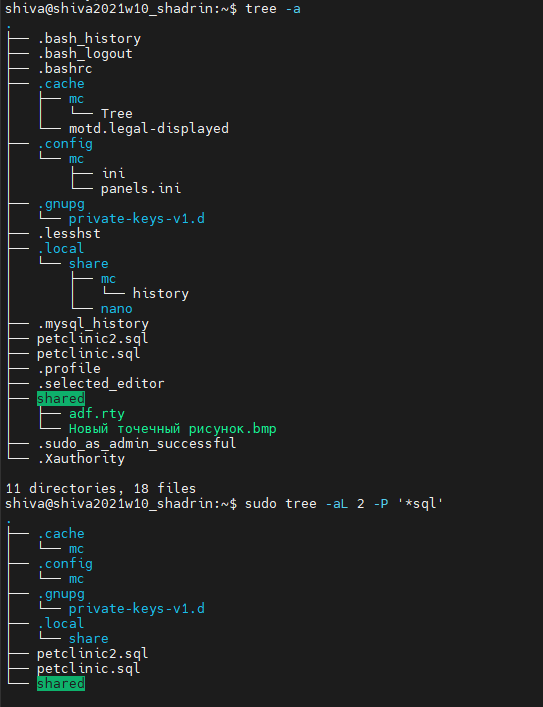 shiva@shiva2021w10_shadrin:~$ tree -a
.
├── .bash_history
├── .bash_logout
├── .bashrc
├── .cache
│   ├── mc
│   │   └── Tree
│   └── motd.legal-displayed
├── .config
│   └── mc
│       ├── ini
│       └── panels.ini
├── .gnupg
│   └── private-keys-v1.d
├── .lesshst
├── .local
│   └── share
│       ├── mc
│       │   └── history
│       └── nano
├── .mysql_history
├── petclinic2.sql
├── petclinic.sql
├── .profile
├── .selected_editor
├── shared
│   ├── adf.rty
│   └── Новый точечный рисунок.bmp
├── .sudo_as_admin_successful
└── .Xauthority
11 directories, 18 files
shiva@shiva2021w10_shadrin:~$ sudo tree -aL 2 -P '*sql'
.
├── .cache
│   └── mc
├── .config
│   └── mc
├── .gnupg
│   └── private-keys-v1.d
├── .local
│   └── share
├── petclinic2.sql
├── petclinic.sql
└── shared